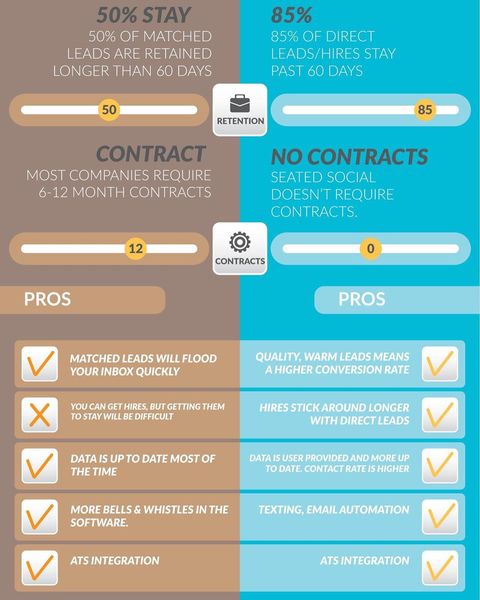 50% STAY
50% OF MATCHED
LEADS ARE RETAINED
LONGER THAN 60 DAYS
50
85%
85% OF DIRECT
LEADS/HIRES STAY
PAST 60 DAYS
85
RETENTION
CONTRACT
MOST COMPANIES REQUIRE
6-12 MONTH CONTRACTS
12
NO CONTRACTS
SEATED SOCIAL
DOESN'T REQUIRE
CONTRACTS.
0
CONTRACTS
PROS
MATCHED LEADS WILL FLOOD
YOUR INBOX QUICKLY
YOU CAN GET HIRES, BUT GETTING THEM
TO STAY WILL BE DIFFICULT
DATA IS UP TO DATE MOST OF
THE TIME
MORE BELLS & WHISTLES IN THE
SOFTWARE.
ATS INTEGRATION
PROS
QUALITY, WARM LEADS MEANS
A HIGHER CONVERSION RATE
HIRES STICK AROUND LONGER
WITH DIRECT LEADS
DATA IS USER PROVIDED AND MORE UP
TO DATE. CONTACT RATE IS HIGHER
TEXTING, EMAIL AUTOMATION
ATS INTEGRATION